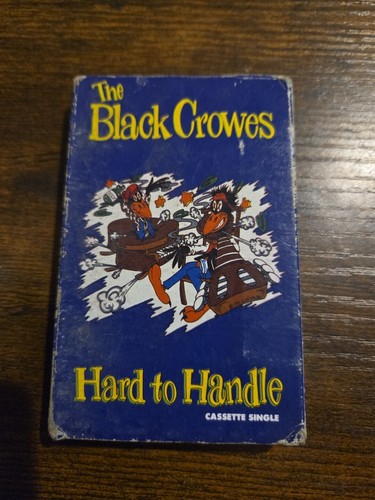 The
Black Crowes
Hard to Handle
CASSETTE SINGLE